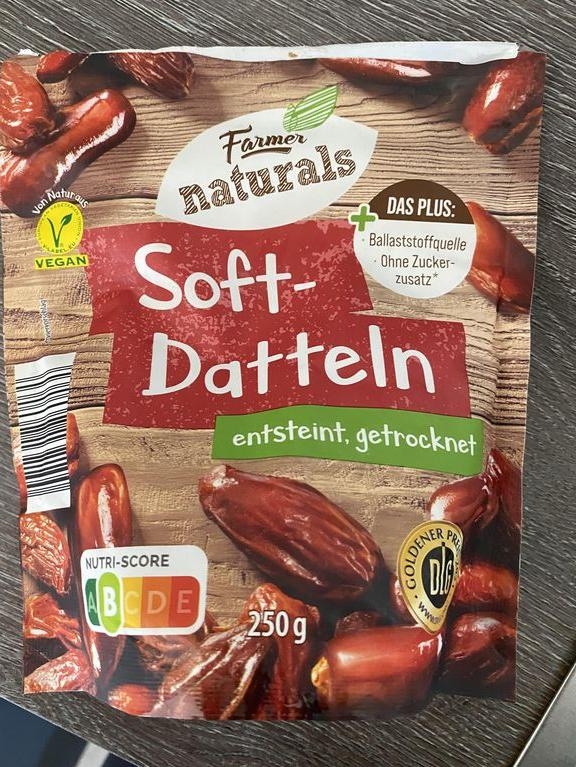 Farmer
naturals
Von Natur aus
VEGAN
DAS PLUS:
· Ballaststoffquelle
· Ohne Zucker-
zusatz*
Soft-
Datteln
entsteint, getrocknet
NUTRI-SCORE
A B C D E
250 g
GOLDENER
DLG